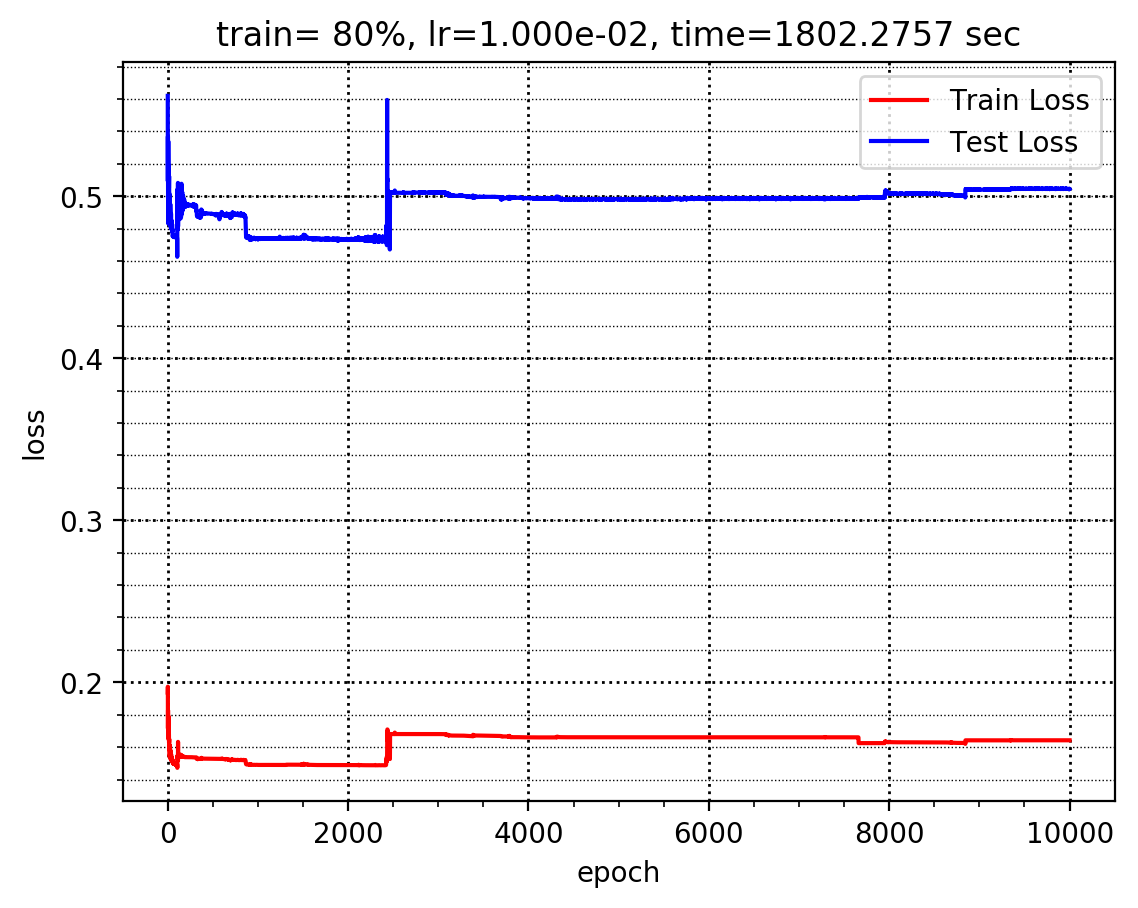 train= 80%, lr=1.000e-02, time=1802.2757 sec
Train Loss
Test Loss
0.5
0.4
0.3
0.2
loss
0 2000 4000 6000 8000 10000
epoch